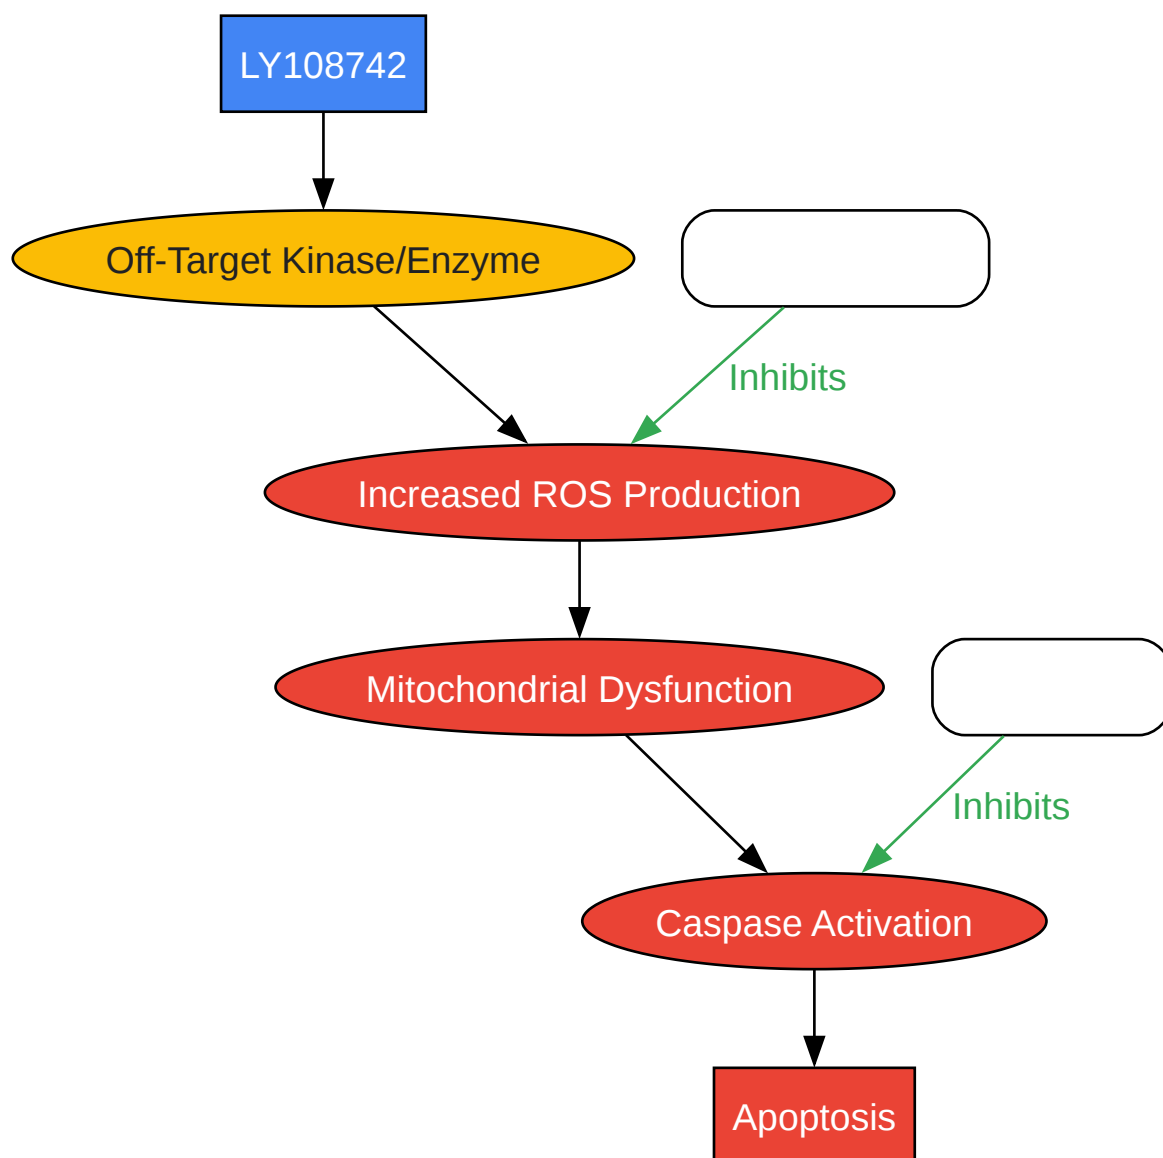 LY108742
Off-Target Kinase/Enzyme
Inhibits
Increased ROS Production
Mitochondrial Dysfunction
Inhibits
Caspase Activation
Apoptosis